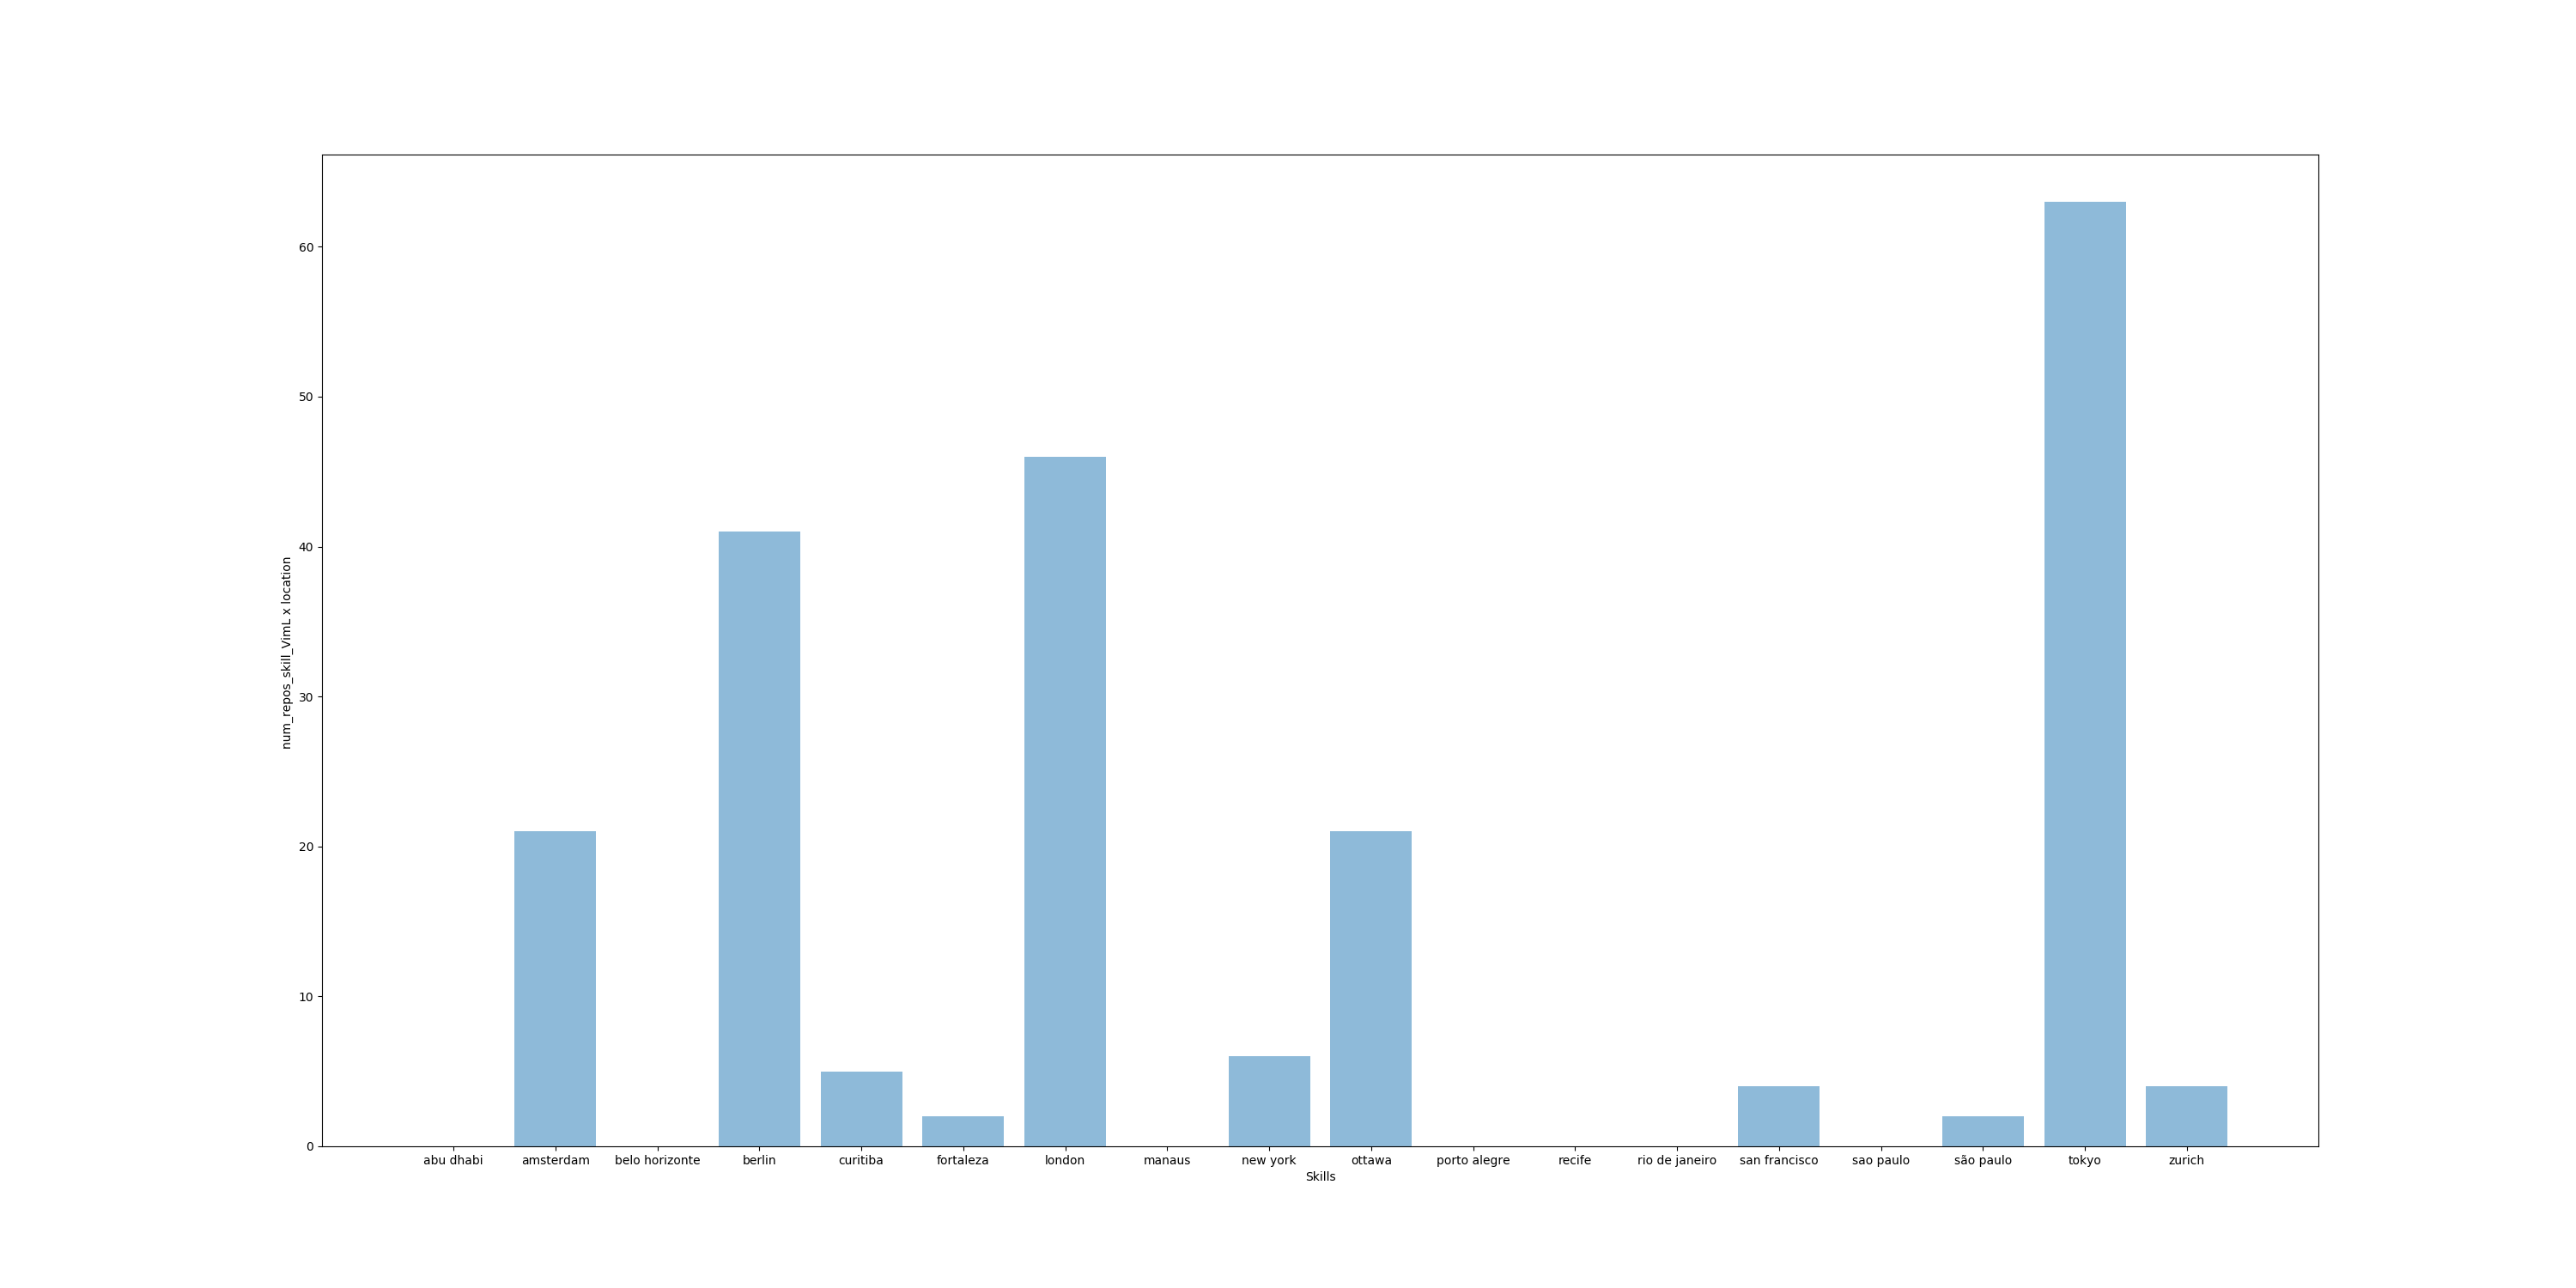 num_repos_skill_VimL x location
60
50
40
30
20
10
0
abu dhabi amsterdam belo horizonte berlin curitiba fortaleza london manaus new york ottawa porto alegre recife rio de janeiro san francisco sao paulo são paulo tokyo zurich
Skills